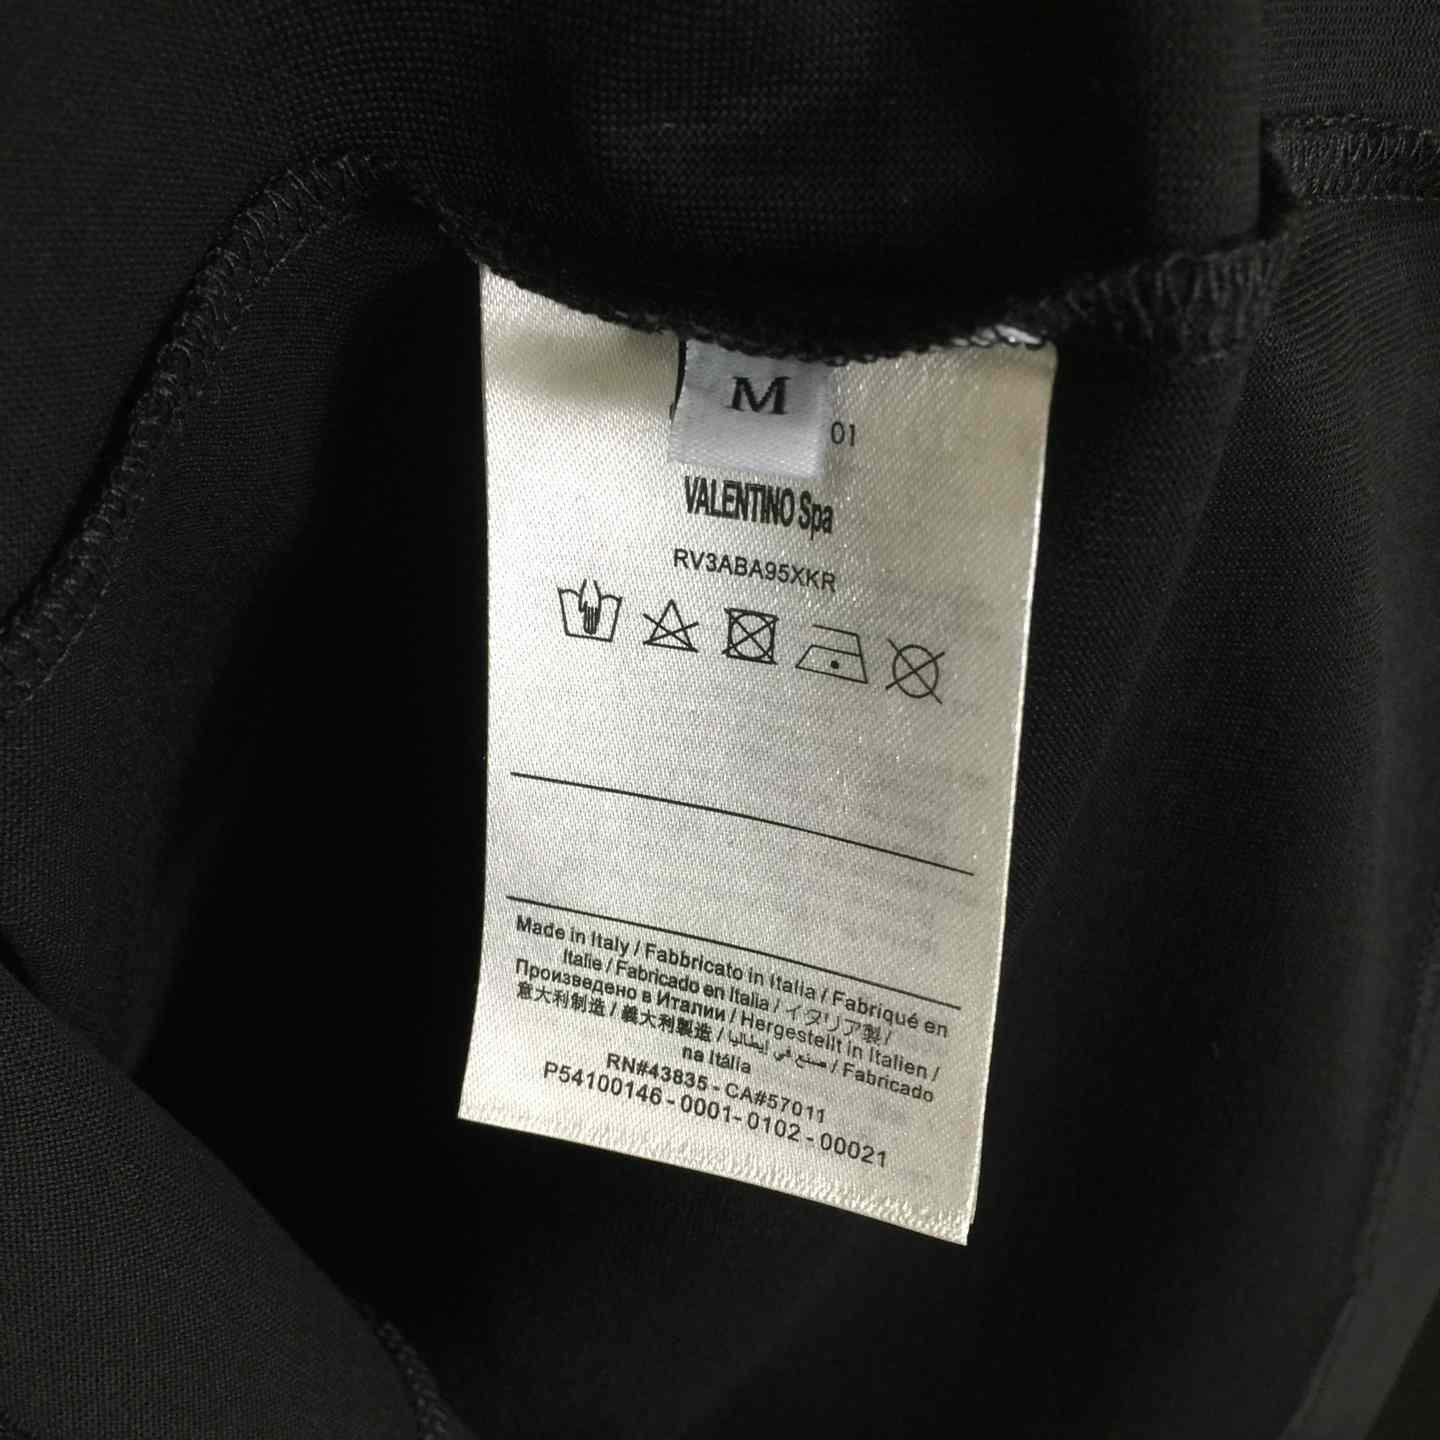 M
01
VALENTINO Spa
RV3ABA95XKR
Made in Italy / Fabbricato in Italia / Fabriqué en
Italie / Fabricado en Italia / イタリア製 /
Произведено в Италии / Hergestellt in Italien /
意大利制造 / 義大利製造 / صنع في إيطاليا / Fabricado
na Itália
RN#43835 - CA#57011
P54100146 - 0001- 0102 - 00021